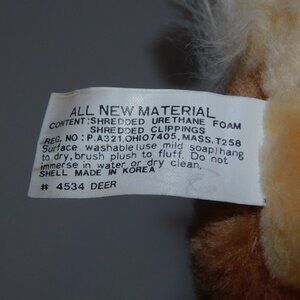 ALL NEW MATERIAL
CONTENT:SHREDDED URETHANE FOAM
SHREDDED CLIPPINGS
REG. NO: P.A321,OHIO7405,MASS.T258
Surface washable(use mild soap)hang
to dry,brush plush to fluff. Do not
immerse in water or dry clean.
SHELL MADE IN KOREA
# 4534 DEER